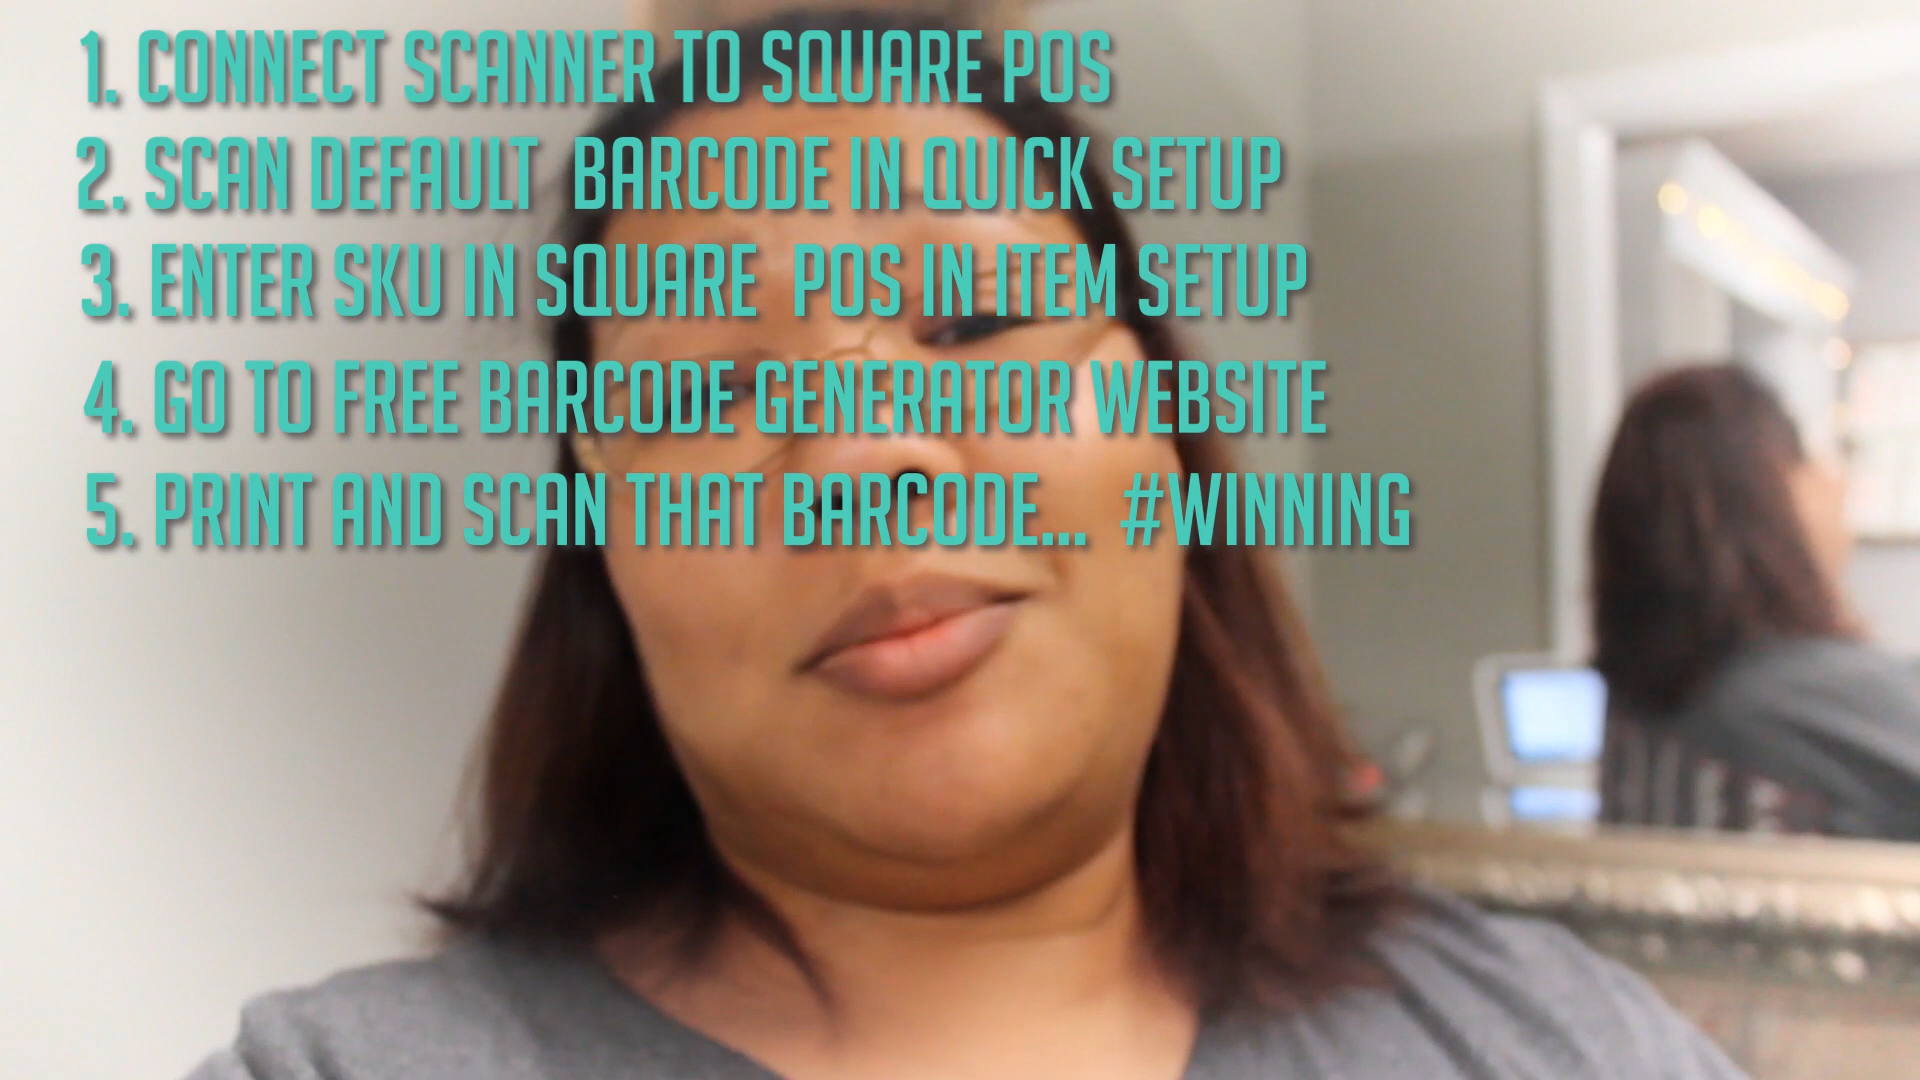 1. CONNECT SCANNER TO SQUARE POS
2. SCAN DEFAULT BARCODE IN QUICK SETUP
3. ENTER SKU IN SQUARE POS IN ITEM SETUP
4. GO TO FREE BARCODE GENERATOR WEBSITE
5. PRINT AND SCAN THAT BARCODE... #WINNING